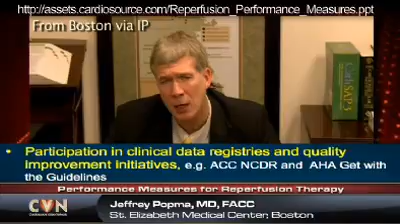 http://assets.cardiosource.com/Reperfusion_Performance_Measures.ppt
From Boston via IP
CardioSAP3
• Participation in clinical data registries and quality
improvement initiatives, e.g. ACC NCDR and AHA Get with
the Guidelines
Performance Measures for Reperfusion Therapy
CVN
Jeffrey Popma, MD, FACC
St. Elizabeth Medical Center, Boston